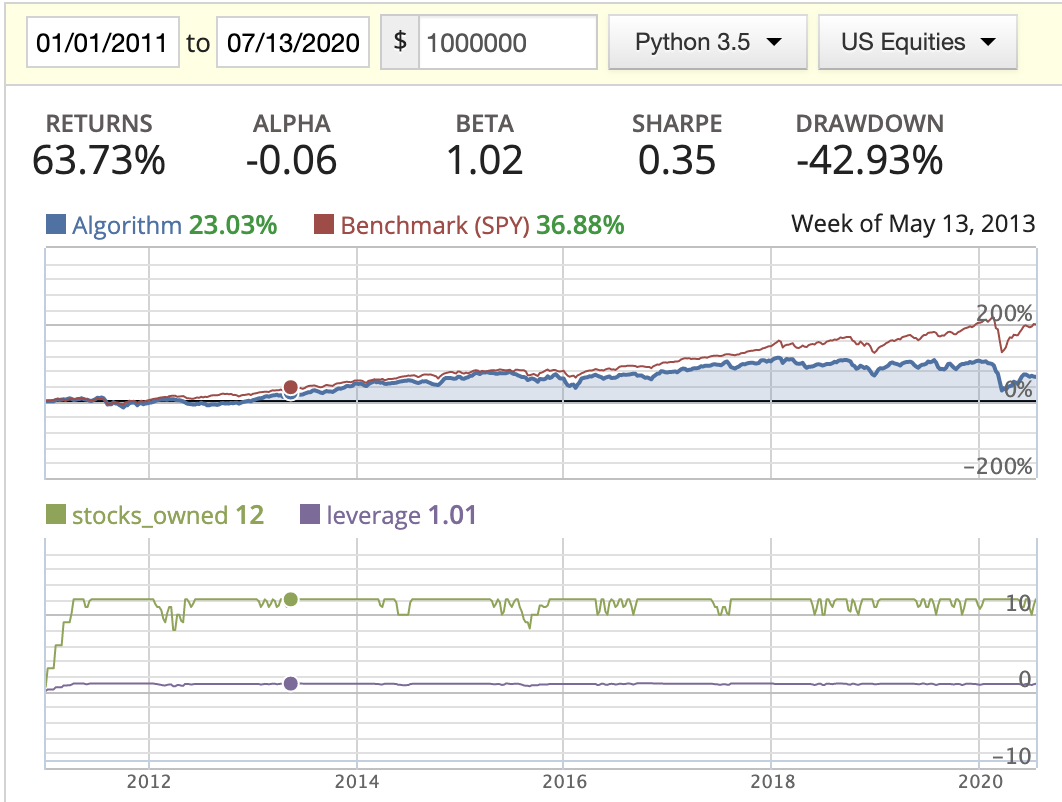 01/01/2011 to 07/13/2020 $ 1000000 Python 3.5 US Equities
RETURNS ALPHA BETA SHARPE DRAWDOWN
63.73% -0.06 1.02 0.35 -42.93%
Algorithm 23.03% Benchmark (SPY) 36.88% Week of May 13, 2013
200%
0%
−200%
stocks_owned 12 leverage 1.01
10
0
−10
2012 2014 2016 2018 2020